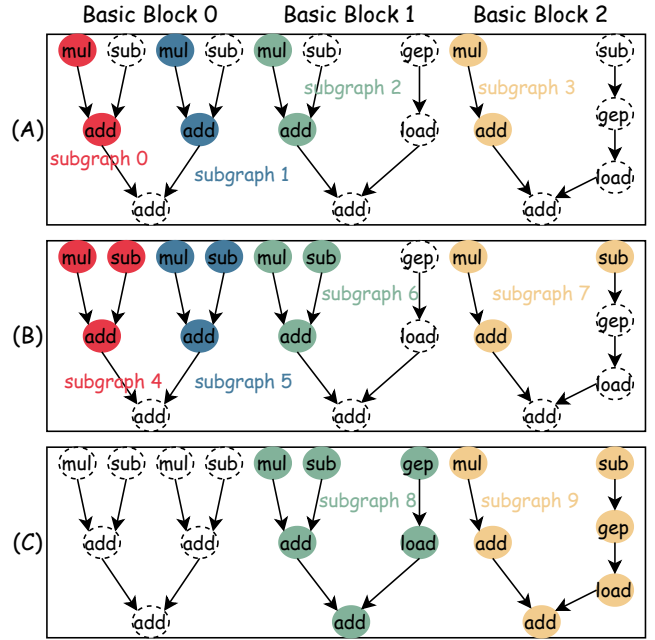 Basic Block 0 Basic Block 1 Basic Block 2
mul sub mul sub mul sub gep mul sub
subgraph 2 subgraph 3
gep
(A) add add add load add
subgraph 0
subgraph 1 load
add add add
mul sub mul sub mul sub gep mul sub
subgraph 6 subgraph 7
gep
(B) add add add load add
subgraph 4 subgraph 5 load
add add add
mul sub mul sub mul sub gep mul sub
subgraph 8 subgraph 9
gep
(C) add add add load add
load
add add add